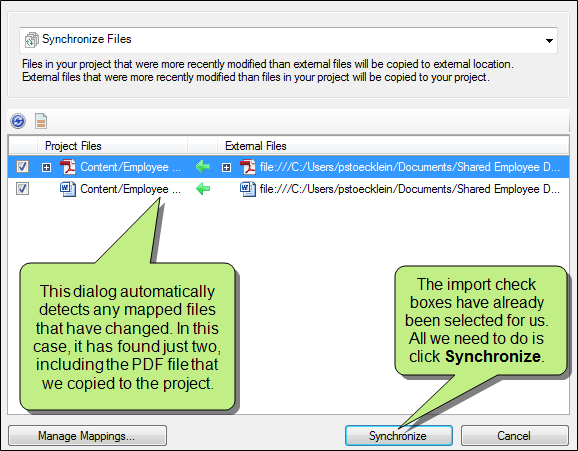 Synchronize Files
Files in your project that were more recently modified than external files will be copied to external location.
External files that were more recently modified than files in your project will be copied to your project.
Project Files External Files
Content/Employee ... file:///C:/Users/pstoecklein/Documents/Shared Employee D...
Content/Employee ... file:///C:/Users/pstoecklein/Documents/Shared Employee D...
This dialog automatically
detects any mapped files
that have changed. In this
case, it has found just two,
including the PDF file that
we copied to the project.
The import check
boxes have already
been selected for us.
All we need to do is
click Synchronize.
Manage Mappings... Synchronize Cancel